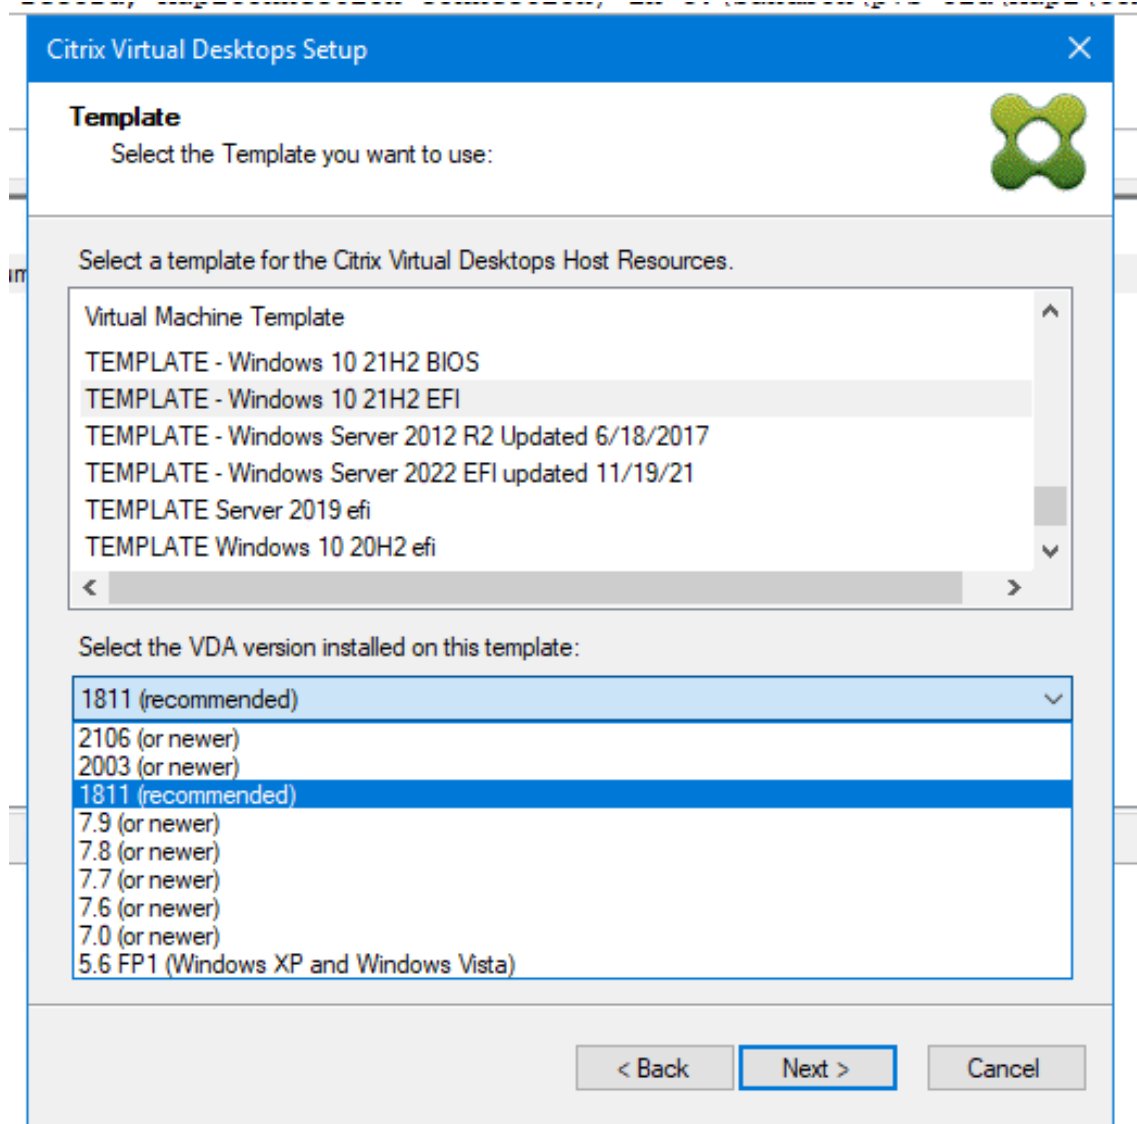 Citrix Virtual Desktops Setup
Template
Select the Template you want to use:
Select a template for the Citrix Virtual Desktops Host Resources.
Virtual Machine Template
TEMPLATE - Windows 10 21H2 BIOS
TEMPLATE - Windows 10 21H2 EFI
TEMPLATE - Windows Server 2012 R2 Updated 6/18/2017
TEMPLATE - Windows Server 2022 EFI updated 11/19/21
TEMPLATE Server 2019 efi
TEMPLATE Windows 10 20H2 efi
Select the VDA version installed on this template:
1811 (recommended)
2106 (or newer)
2003 (or newer)
1811 (recommended)
7.9 (or newer)
7.8 (or newer)
7.7 (or newer)
7.6 (or newer)
7.0 (or newer)
5.6 FP1 (Windows XP and Windows Vista)
< Back Next > Cancel